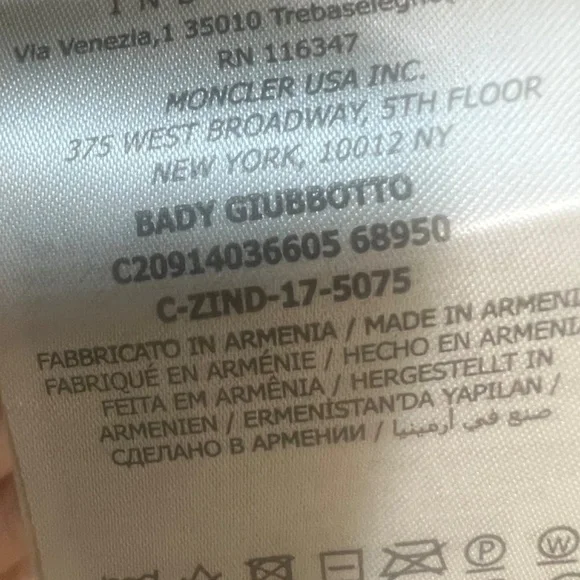 Via Venezia,1 35010 Trebaseleghe
RN 116347
MONCLER USA INC.
375 WEST BROADWAY, 5TH FLOOR
NEW YORK, 10012 NY
BADY GIUBBOTTO
C20914036605 68950
C-ZIND-17-5075
FABBRICATO IN ARMENIA / MADE IN ARMENI
FABRIQUÉ EN ARMÉNIE / HECHO EN ARMENI
FEITA EM ARMÊNIA / HERGESTELLT IN
ARMENIEN / ERMENİSTAN'DA YAPILAN /
СДЕЛАНО В АРМЕНИИ / صنع في أرمينيا
P W